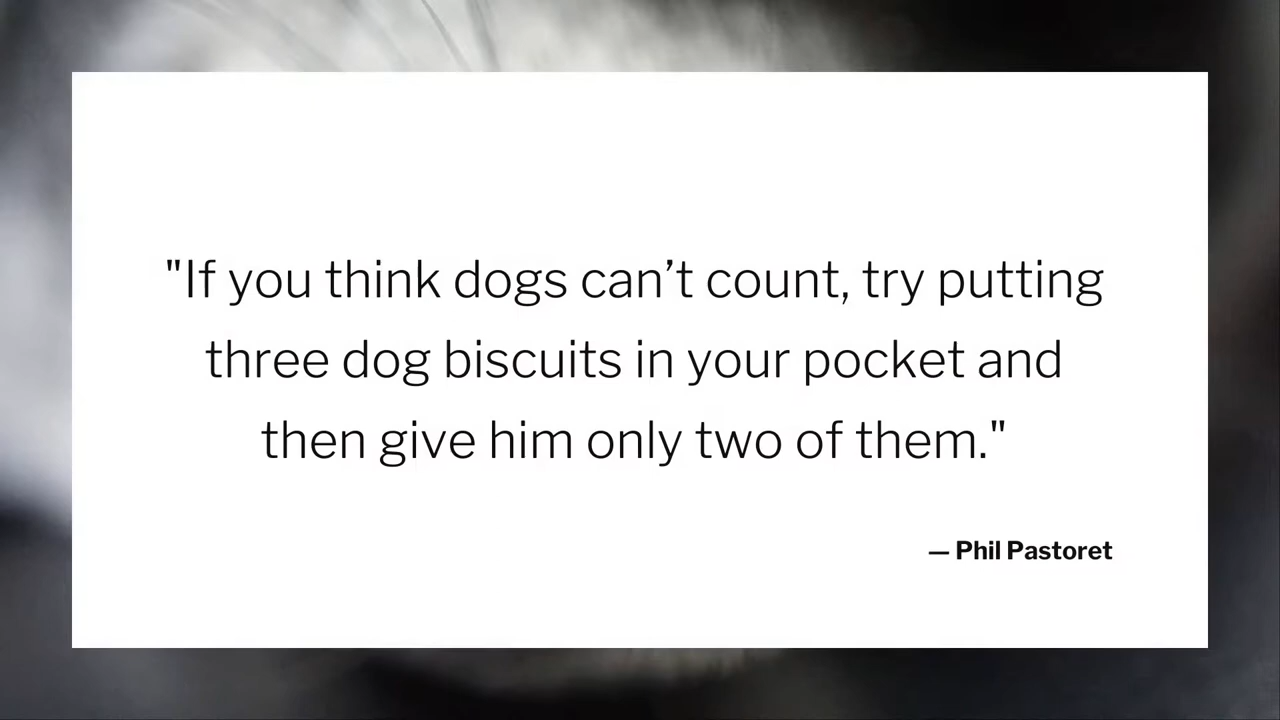 "If you think dogs can’t count, try putting
three dog biscuits in your pocket and
then give him only two of them."
— Phil Pastoret